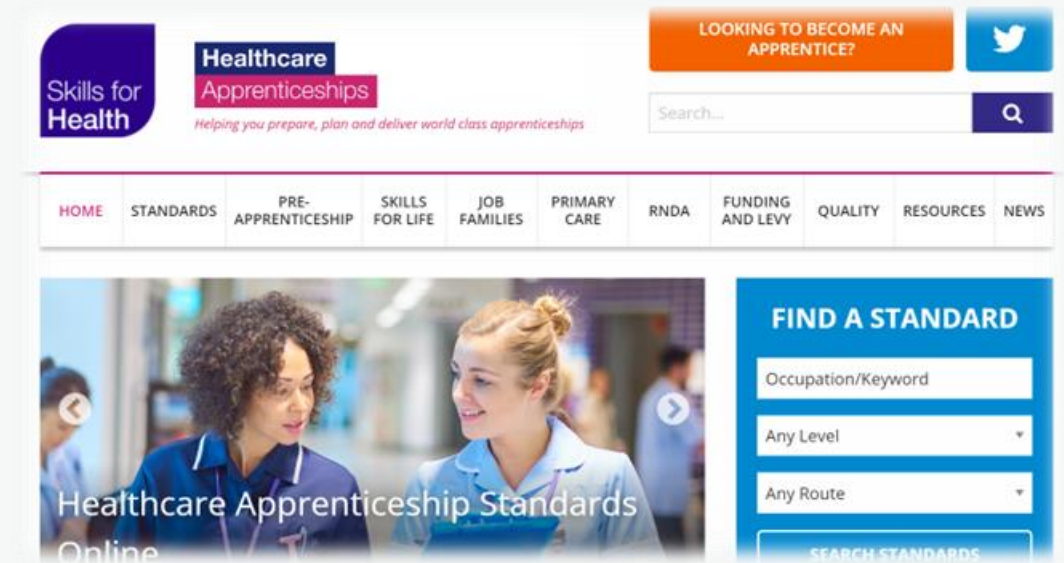 LOOKING TO BECOME AN
APPRENTICE?
Skills for
Health
Healthcare
Apprenticeships
Helping you prepare, plan and deliver world class apprenticeships
Search...
HOME
STANDARDS
PRE-
APPRENTICESHIP
SKILLS
FOR LIFE
JOB
FAMILIES
PRIMARY
CARE
RNDA
FUNDING
AND LEVY
QUALITY
RESOURCES
NEWS
Healthcare Apprenticeship Standards
Online
FIND A STANDARD
Occupation/Keyword
Any Level
Any Route
SEARCH STANDARDS